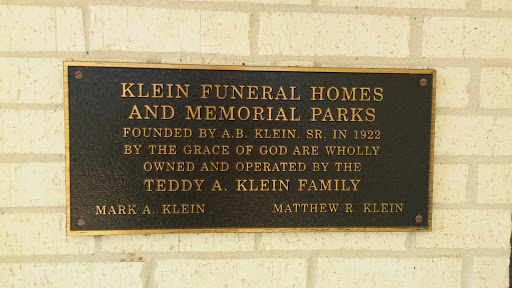 KLEIN FUNERAL HOMES
AND MEMORIAL PARKS
FOUNDED BY A.B. KLEIN, SR. IN 1922
BY THE GRACE OF GOD ARE WHOLLY
OWNED AND OPERATED BY THE
TEDDY A. KLEIN FAMILY
MARK A. KLEIN MATTHEW R. KLEIN